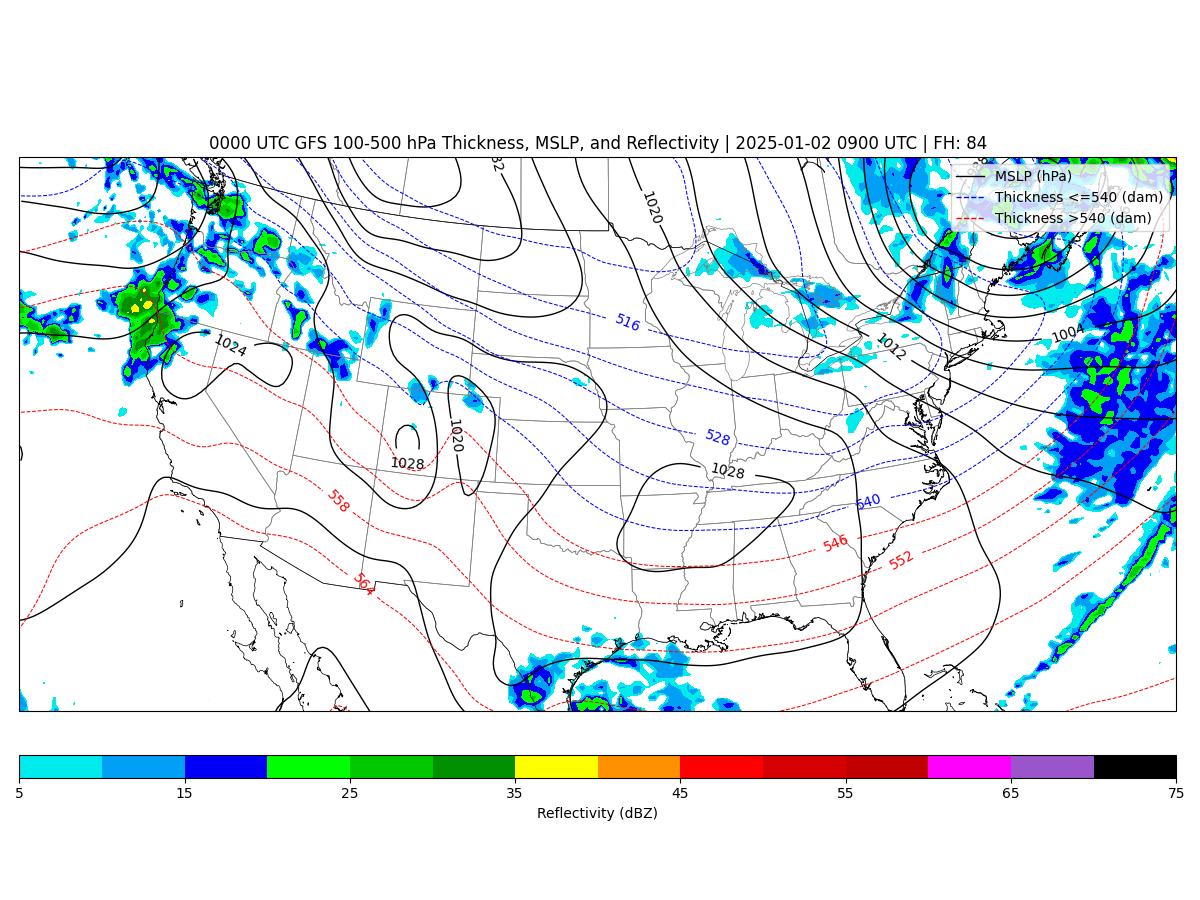 0000 UTC GFS 100-500 hPa Thickness, MSLP, and Reflectivity | 2025-01-02 0900 UTC | FH: 84
MSLP (hPa)
Thickness <=540 (dam)
Thickness >540 (dam)
1020
516
1004
1024
1012
1020
528
1028
1028
558
540
546
552
564
5 15 25 35 45 55 65 75
Reflectivity (dBZ)